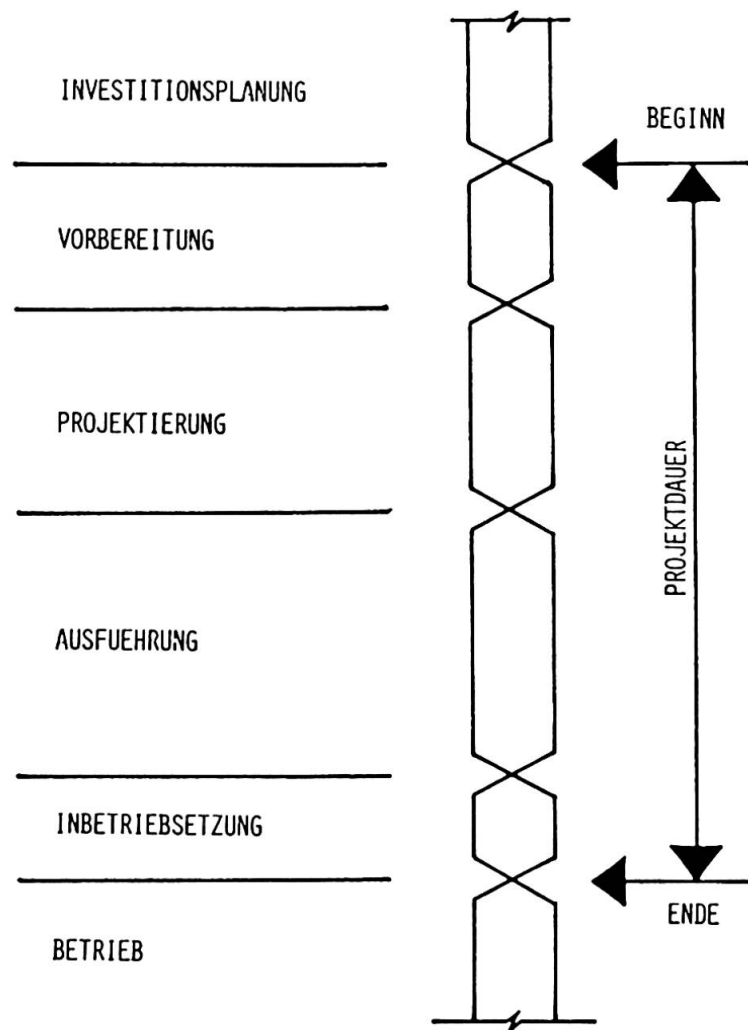 INVESTITIONSPLANUNG
BEGINN
VORBEREITUNG
PROJEKTIERUNG
PROJEKTDAUER
AUSFUEHRUNG
INBETRIEBSETZUNG
ENDE
BETRIEB